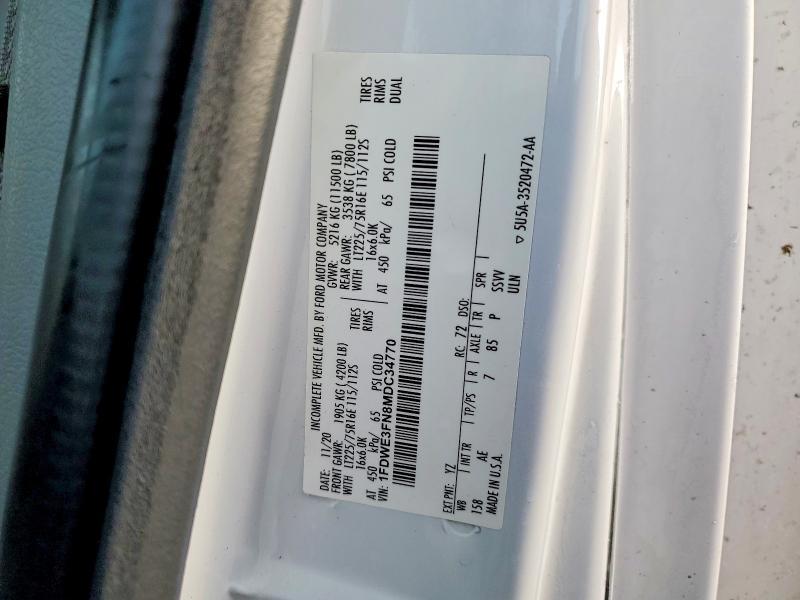 INCOMPLETE VEHICLE MFD. BY FORD MOTOR COMPANY
DATE: 11/20 GVWR: 5216 KG (11500 LB)
FRONT GAWR: 1905 KG (4200 LB) REAR GAWR: 3538 KG (7800 LB)
WITH LT225/75R16E 115/112S TIRES WITH LT225/75R16E 115/112S TIRES
16x6.0K RIMS 16x6.0K RIMS
AT 450 kPa/ 65 PSI COLD AT 450 kPa/ 65 PSI COLD DUAL
VIN: 1FDWE3FN8MDC34770
EXT PNT: YZ RC: 72 DSO:
WB INT TR TP/PS R AXLE TR SPR
158 AE 7 85 P SSVV
MADE IN U.S.A. ULN
▽ 5U5A-3520472-AA